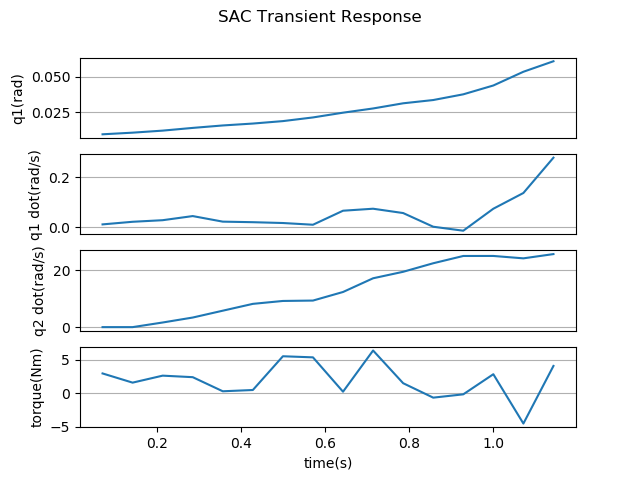 SAC Transient Response
q1(rad)
0.050
0.025
q1 dot(rad/s)
0.2
0.0
q2 dot(rad/s)
20
0
torque(Nm)
5
0
−5
0.2 0.4 0.6 0.8 1.0
time(s)